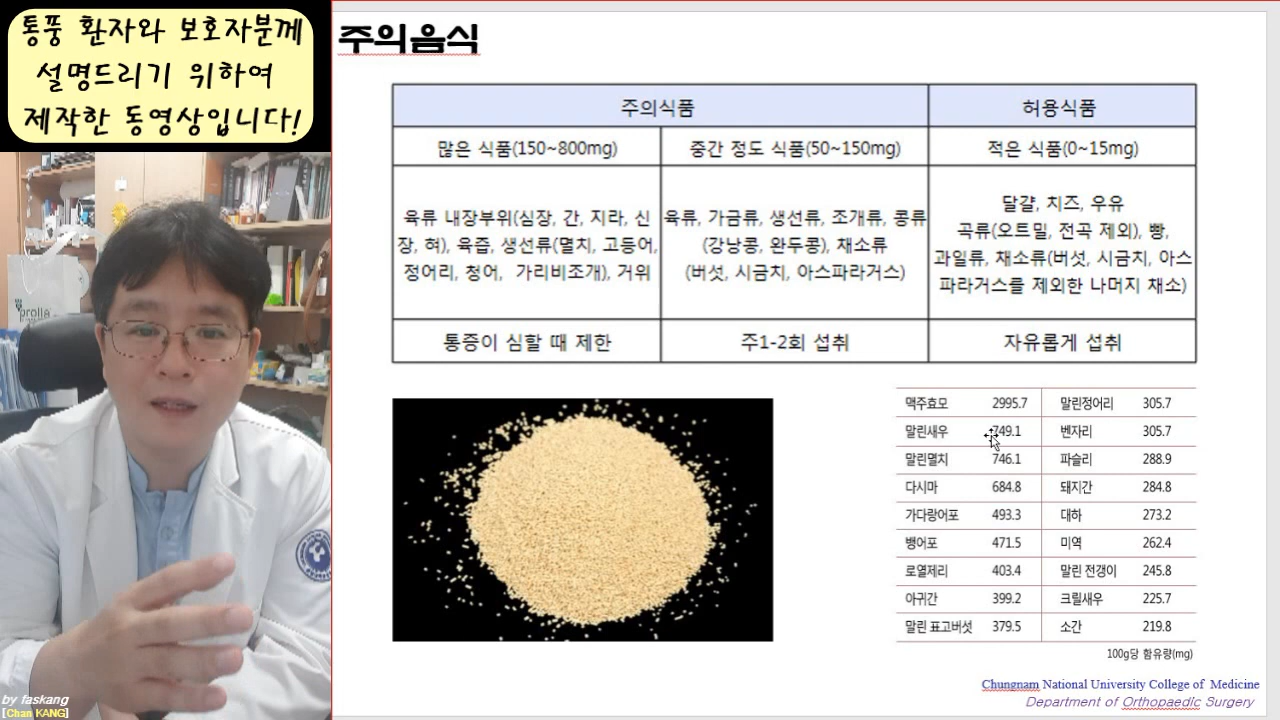 통풍 환자와 보호자분께
설명드리기 위하여
제작한 동영상입니다!
주의음식
주의식품 허용식품
많은 식품(150~800mg) 중간 정도 식품(50~150mg) 적은 식품(0~15mg)
육류 내장부위(심장, 간, 지라, 신
장, 혀), 육즙, 생선류(멸치, 고등어,
정어리, 청어, 가리비조개), 거위
육류, 가금류, 생선류, 조개류, 콩류
(강낭콩, 완두콩), 채소류
(버섯, 시금치, 아스파라거스)
달걀, 치즈, 우유
곡류(오트밀, 전곡 제외), 빵,
과일류, 채소류(버섯, 시금치, 아스
파라거스를 제외한 나머지 채소)
통증이 심할 때 제한 주1-2회 섭취 자유롭게 섭취
맥주효모 2995.7 말린정어리 305.7
말린새우 749.1 벤자리 305.7
말린멸치 746.1 파슬리 288.9
다시마 684.8 돼지간 284.8
가다랑어포 493.3 대하 273.2
뱅어포 471.5 미역 262.4
로열제리 403.4 말린 전갱이 245.8
아귀간 399.2 크릴새우 225.7
말린 표고버섯 379.5 소간 219.8
100g당 함유량(mg)
Chungnam National University College of Medicine
Department of Orthopaedic Surgery
prolia
by faskang
[Chan KANG]